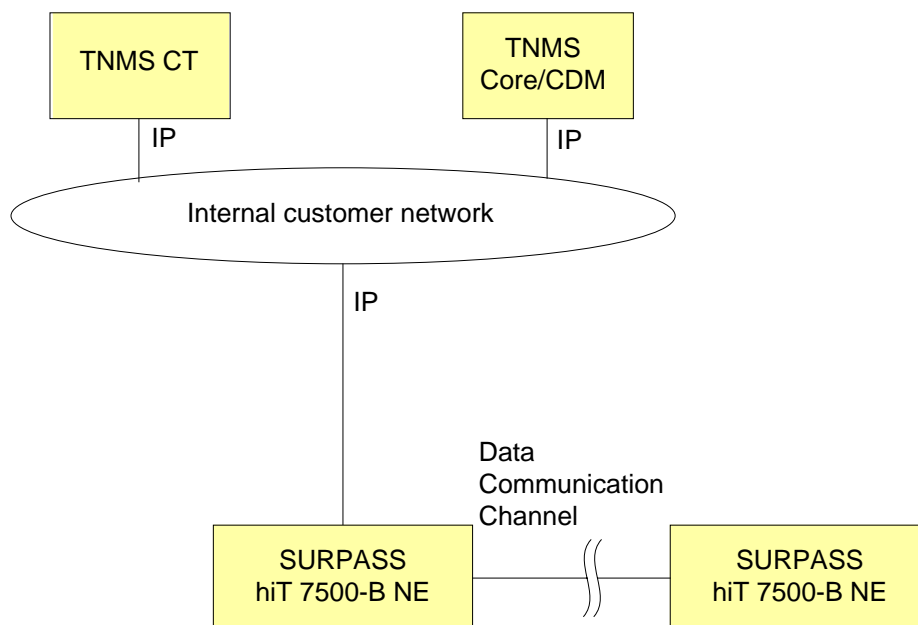 TNMS CT
TNMS
Core/CDM
IP
IP
Internal customer network
IP
Data
Communication
Channel
SURPASS
hiT 7500-B NE
SURPASS
hiT 7500-B NE